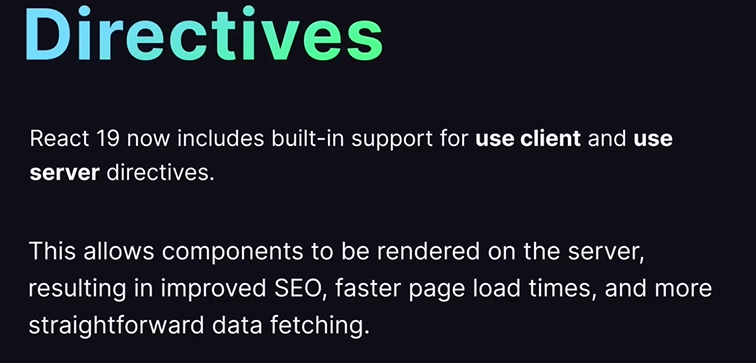 Directives
React 19 now includes built-in support for use client and use
server directives.
This allows components to be rendered on the server,
resulting in improved SEO, faster page load times, and more
straightforward data fetching.